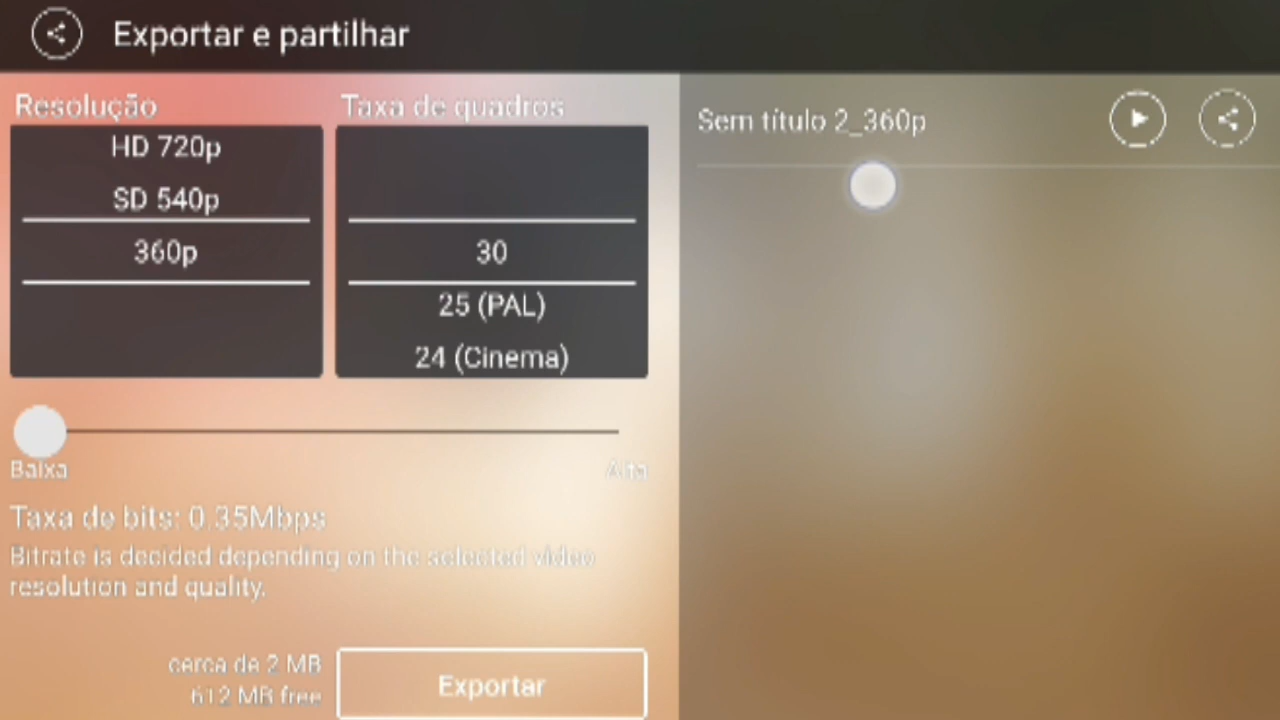 Exportar e partilhar
Resolução
Taxa de quadros
HD 720p
SD 540p
360p
30
25 (PAL)
24 (Cinema)
Baixa
Alta
Taxa de bits: 0.35Mbps
Bitrate is decided depending on the selected video
resolution and quality.
cerca de 2 MB
612 MB free
Exportar
Sem título 2_360p